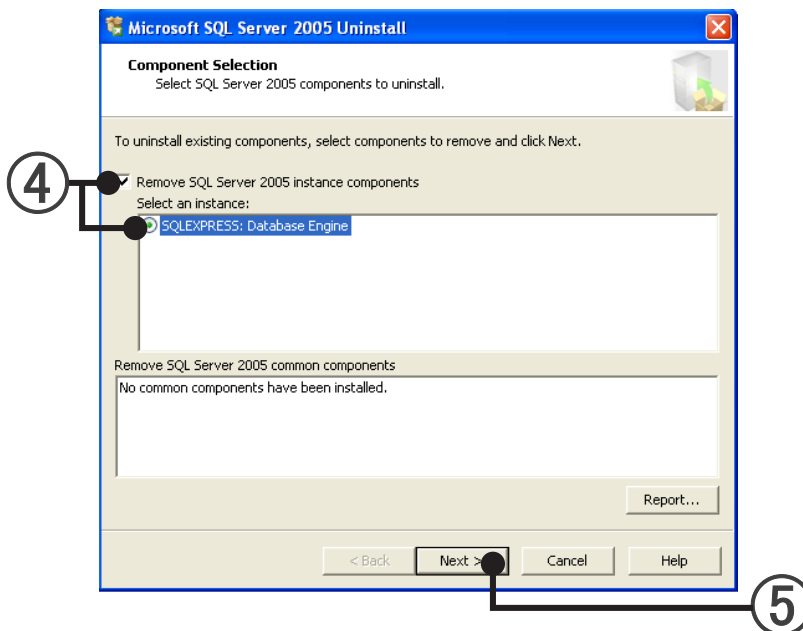 Microsoft SQL Server 2005 Uninstall
Component Selection
Select SQL Server 2005 components to uninstall.
To uninstall existing components, select components to remove and click Next.
④
Remove SQL Server 2005 instance components
Select an instance:
SQLEXPRESS: Database Engine
Remove SQL Server 2005 common components
No common components have been installed.
Report...
< Back
Next >
Cancel
Help
⑤